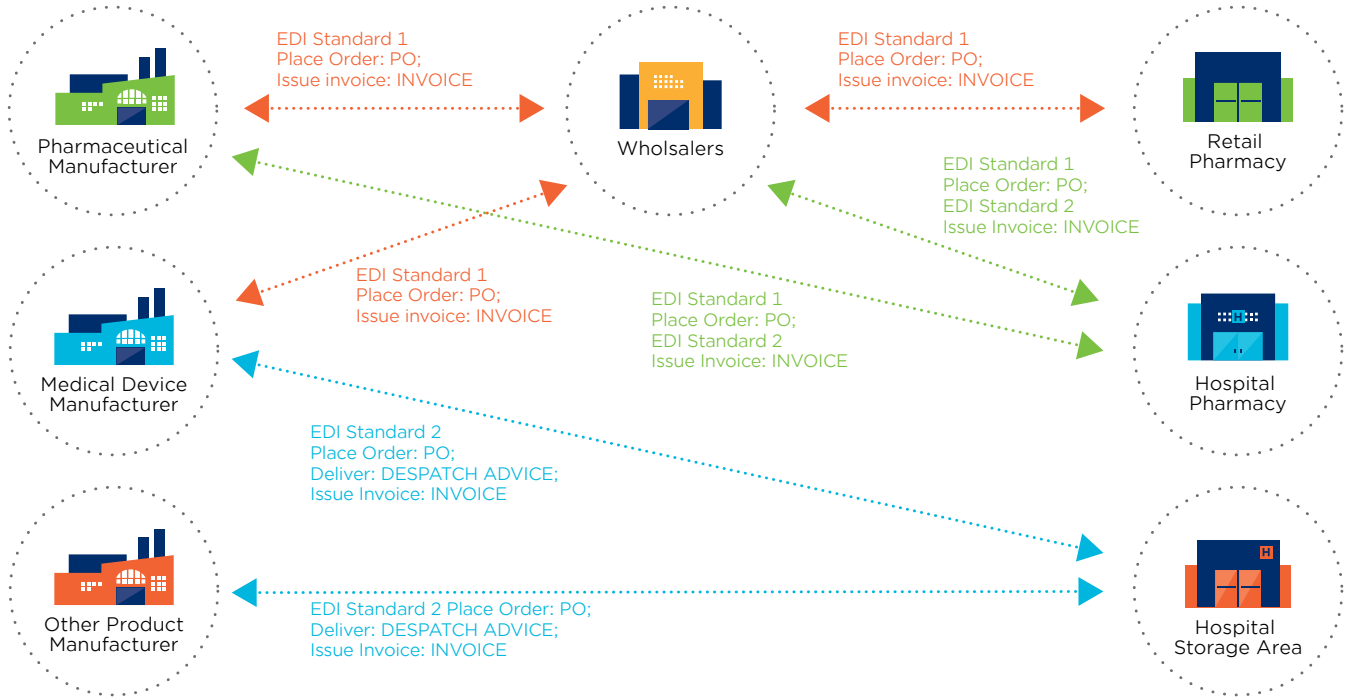 EDI Standard 1
Place Order: PO;
Issue invoice: INVOICE
EDI Standard 1
Place Order: PO;
Issue invoice: INVOICE
Pharmaceutical
Manufacturer
Wholsalers
Retail
Pharmacy
EDI Standard 1
Place Order: PO;
EDI Standard 2
Issue Invoice: INVOICE
EDI Standard 1
Place Order: PO;
Issue invoice: INVOICE
EDI Standard 1
Place Order: PO;
EDI Standard 2
Issue Invoice: INVOICE
H
Medical Device
Manufacturer
Hospital
Pharmacy
EDI Standard 2
Place Order: PO;
Deliver: DESPATCH ADVICE;
Issue Invoice: INVOICE
H
Other Product
Manufacturer
EDI Standard 2 Place Order: PO;
Deliver: DESPATCH ADVICE;
Issue Invoice: INVOICE
Hospital
Storage Area